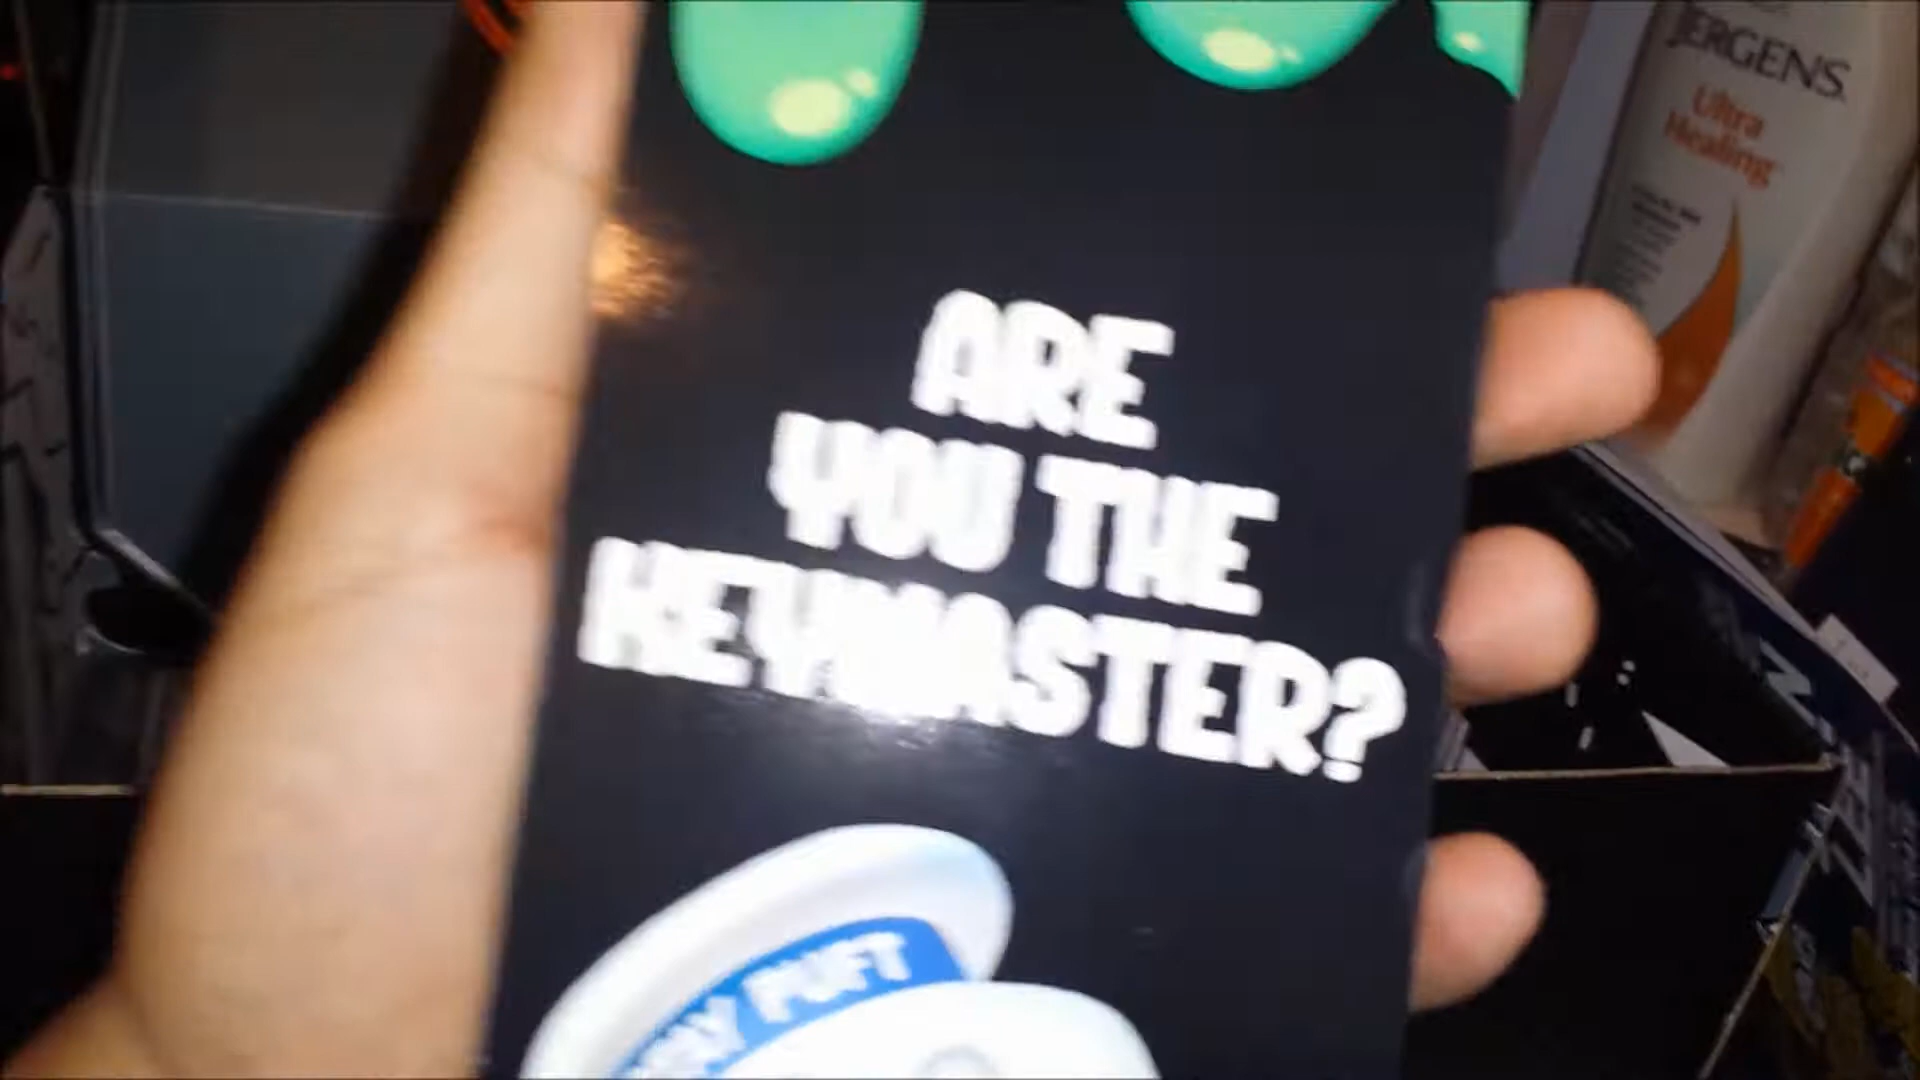 ARE
YOU THE
KEYMASTER?
PUFT
JERGENS
Ultra
Healing